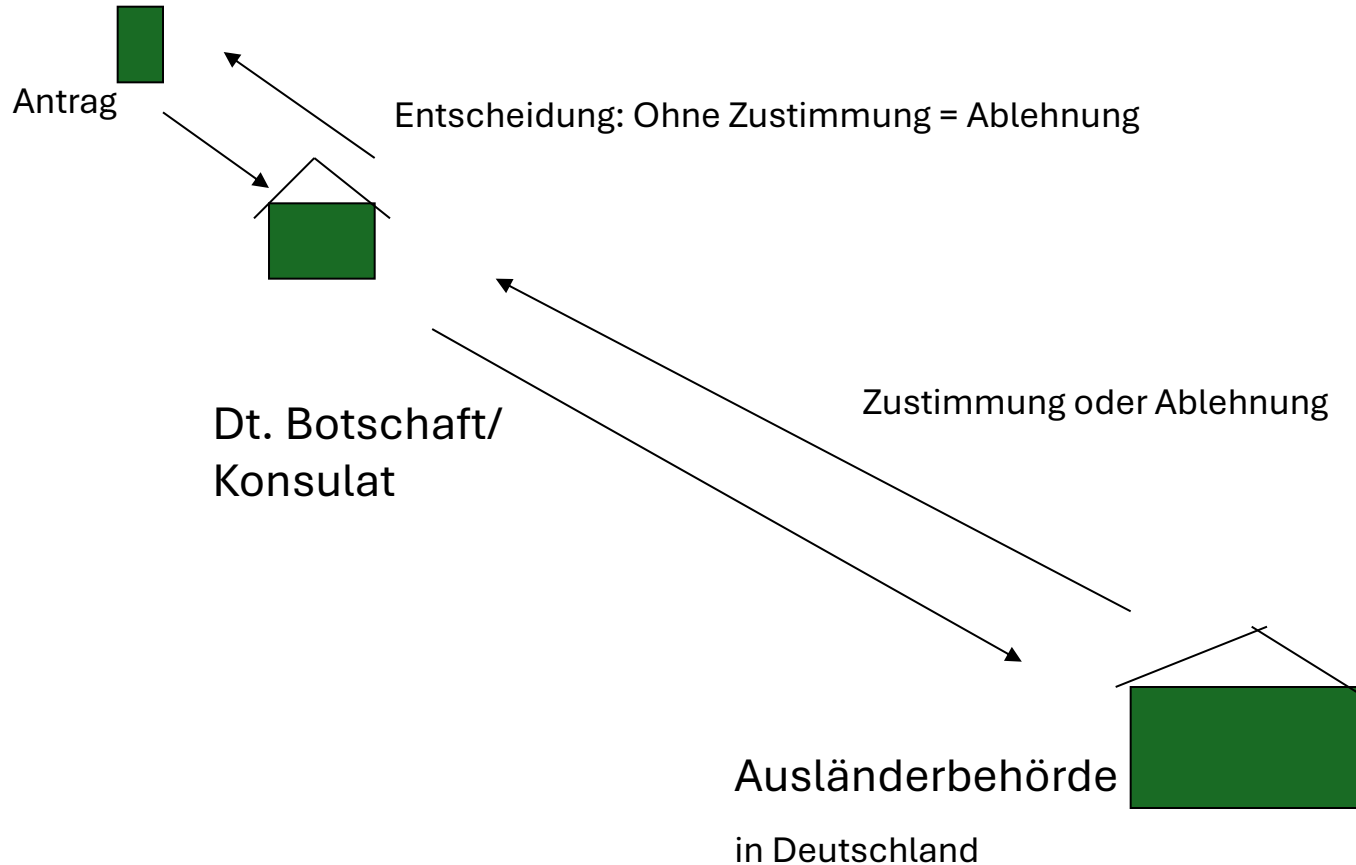 Antrag
Entscheidung: Ohne Zustimmung = Ablehnung
Dt. Botschaft/
Konsulat
Zustimmung oder Ablehnung
Ausländerbehörde
in Deutschland